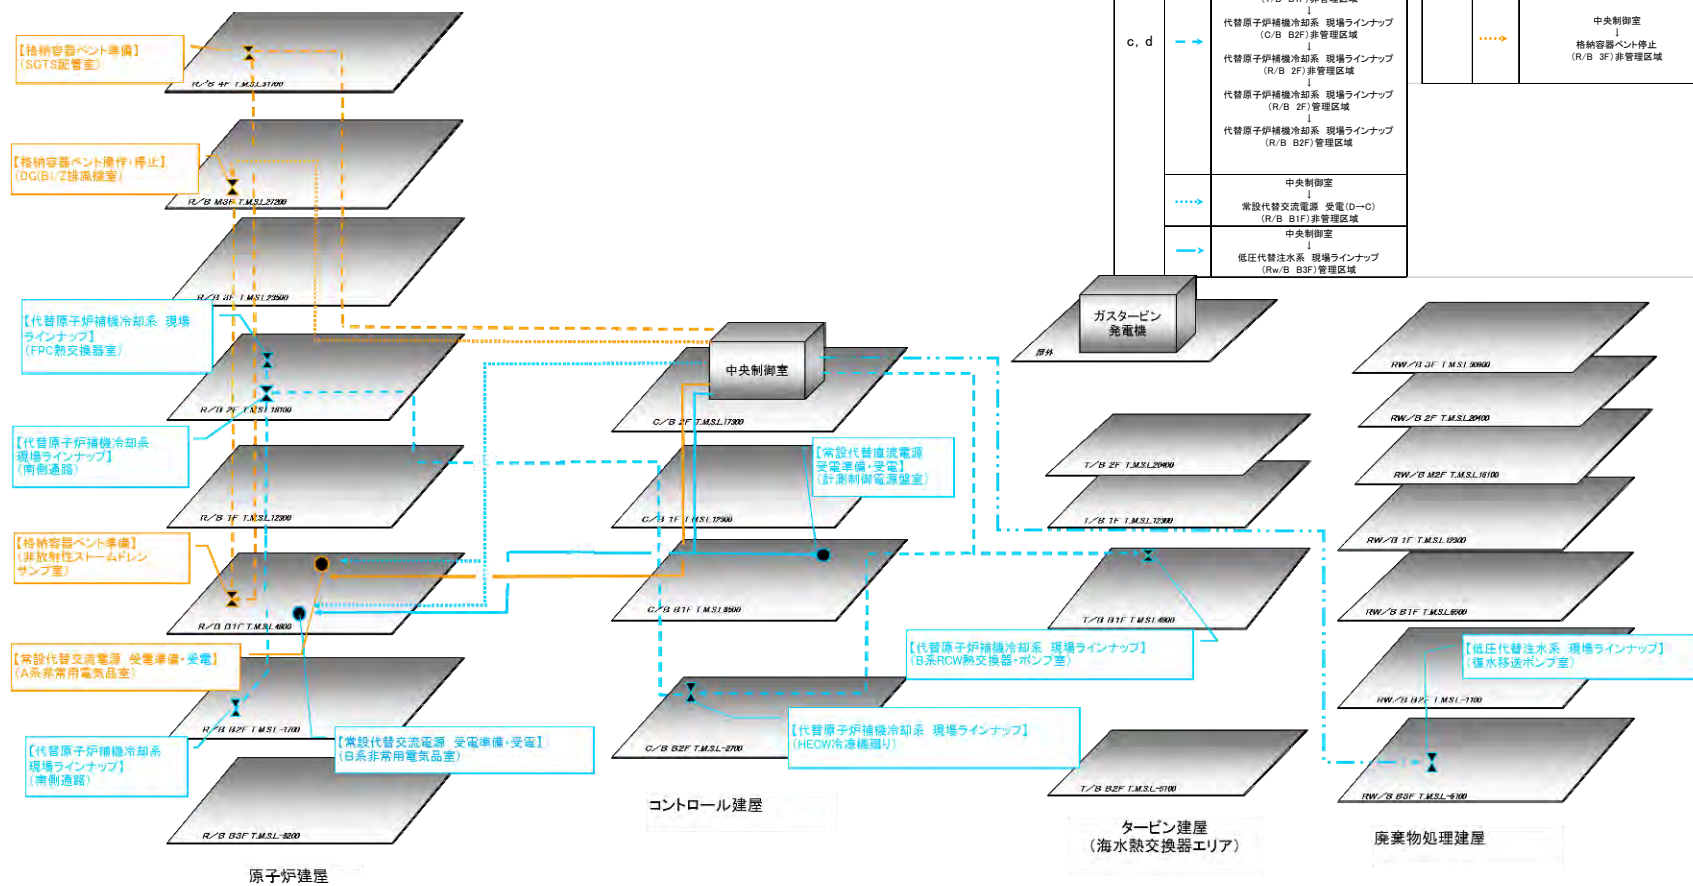 (T/B B1F)非管理区域
↓
代替原子炉補機冷却系 現場ラインナップ
(C/B B2F)非管理区域
↓
代替原子炉補機冷却系 現場ラインナップ
(R/B 2F)非管理区域
↓
代替原子炉補機冷却系 現場ラインナップ
(R/B 2F)管理区域
↓
代替原子炉補機冷却系 現場ラインナップ
(R/B B2F)管理区域
c, d
中央制御室
↓
常設代替交流電源 受電(D→C)
(R/B B1F)非管理区域
中央制御室
↓
低圧代替注水系 現場ラインナップ
(Rw/B B3F)管理区域
中央制御室
↓
格納容器ベント停止
(R/B 3F)非管理区域
【格納容器ベント準備】
(SGTS配管室)
R/B 4F T.M.S.L.31700
【格納容器ベント操作・停止】
(DG(B)/Z排風機室)
R/B M3F T.M.S.L.27200
R/B 3F T.M.S.L.23500
【代替原子炉補機冷却系 現場
ラインナップ】
(FPC熱交換器室)
R/B 2F T.M.S.L.18100
【代替原子炉補機冷却系
現場ラインナップ】
(南側通路)
R/B 1F T.M.S.L.12300
【格納容器ベント準備】
(非放射性ストームドレン
サンプ室)
R/B B1F T.M.S.L.4800
【常設代替交流電源 受電準備・受電】
(A系非常用電気品室)
R/B B2F T.M.S.L.-1700
【代替原子炉補機冷却系
現場ラインナップ】
(南側通路)
【常設代替交流電源 受電準備・受電】
(B系非常用電気品室)
R/B B3F T.M.S.L.-8200
原子炉建屋
中央制御室
C/B 2F T.M.S.L.17300
【常設代替直流電源
受電準備・受電】
(計測制御電源盤室)
C/B 1F T.M.S.L.12300
C/B B1F T.M.S.L.6500
【代替原子炉補機冷却系 現場ラインナップ】
(HECW冷凍機廻り)
C/B B2F T.M.S.L.-2700
コントロール建屋
ガスタービン
発電機
屋外
T/B 2F T.M.S.L.20400
T/B 1F T.M.S.L.12300
T/B B1F T.M.S.L.4900
【代替原子炉補機冷却系 現場ラインナップ】
(B系RCW熱交換器・ポンプ室)
T/B B2F T.M.S.L.-5100
タービン建屋
(海水熱交換器エリア)
RW/B 3F T.M.S.L.30900
RW/B 2F T.M.S.L.20400
RW/B M2F T.M.S.L.16100
RW/B 1F T.M.S.L.12300
RW/B B1F T.M.S.L.6500
【低圧代替注水系 現場ラインナップ】
(復水移送ポンプ室)
RW/B B2F T.M.S.L.-1100
RW/B B3F T.M.S.L.-6100
廃棄物処理建屋